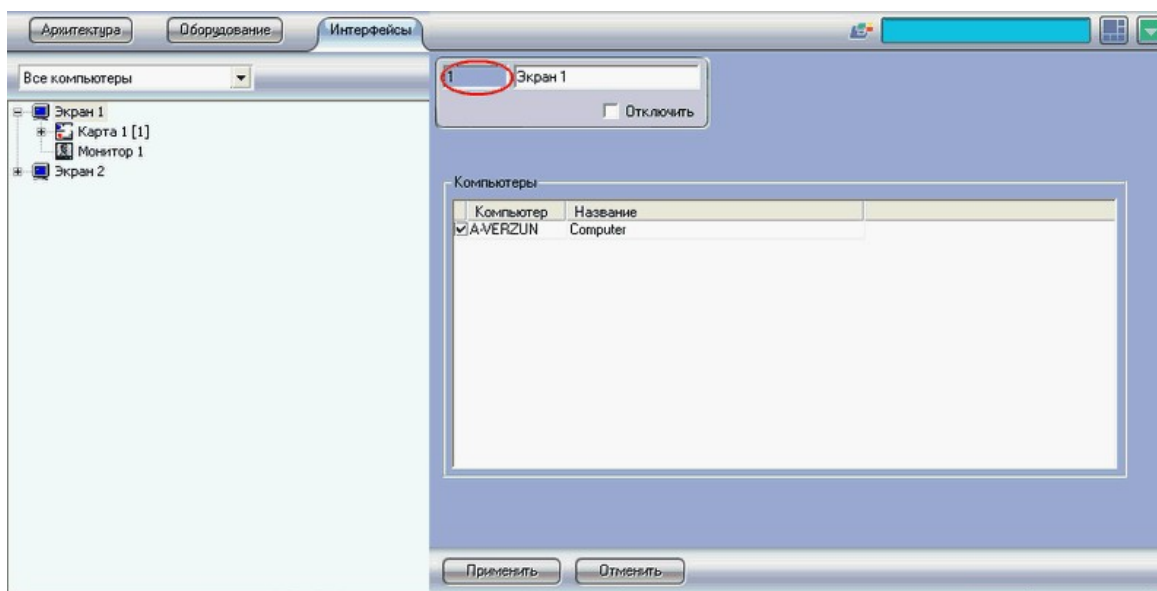 Архитектура Оборудование Интерфейсы
Все компьютеры
1 Экран 1
Отключить
Экран 1
Карта 1 [1]
Монитор 1
Экран 2
Компьютеры
Компьютер Название
A-VERZUN Computer
Применить Отменить